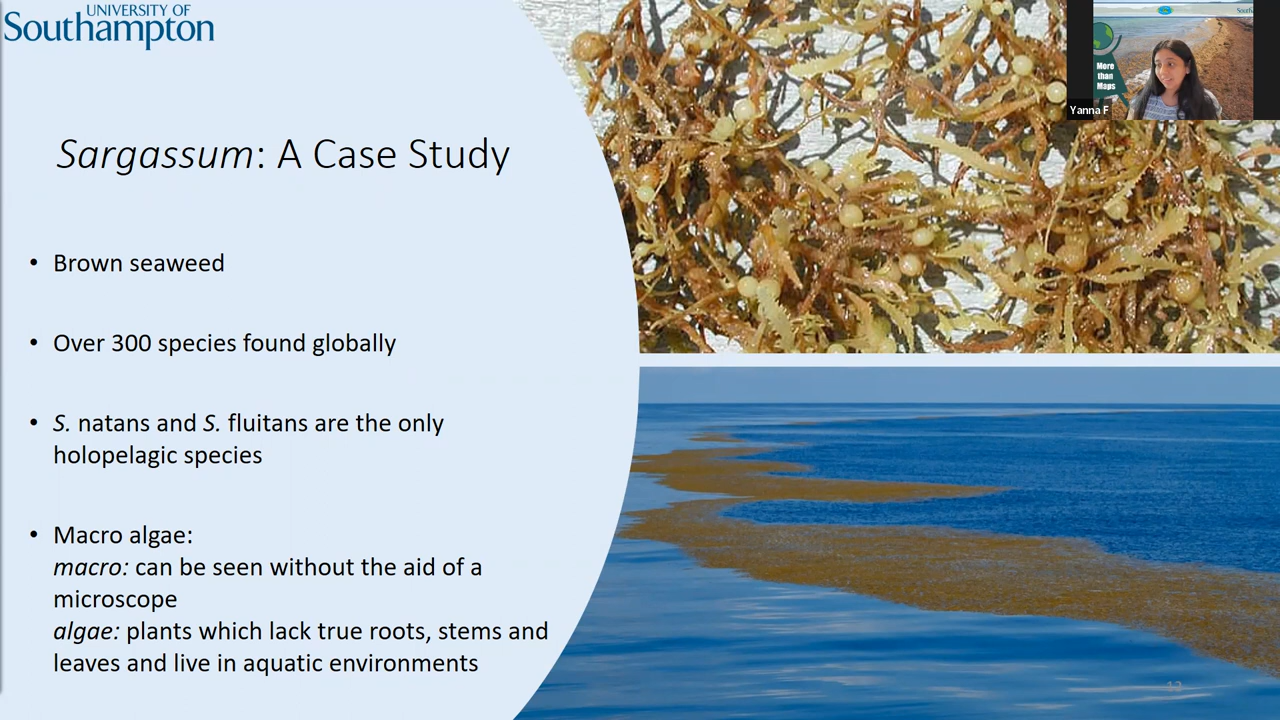 UNIVERSITY OF
Southampton
Sargassum: A Case Study
• Brown seaweed
• Over 300 species found globally
• S. natans and S. fluitans are the only
holopelagic species
• Macro algae:
macro: can be seen without the aid of a
microscope
algae: plants which lack true roots, stems and
leaves and live in aquatic environments
More
than
Maps
Yanna F